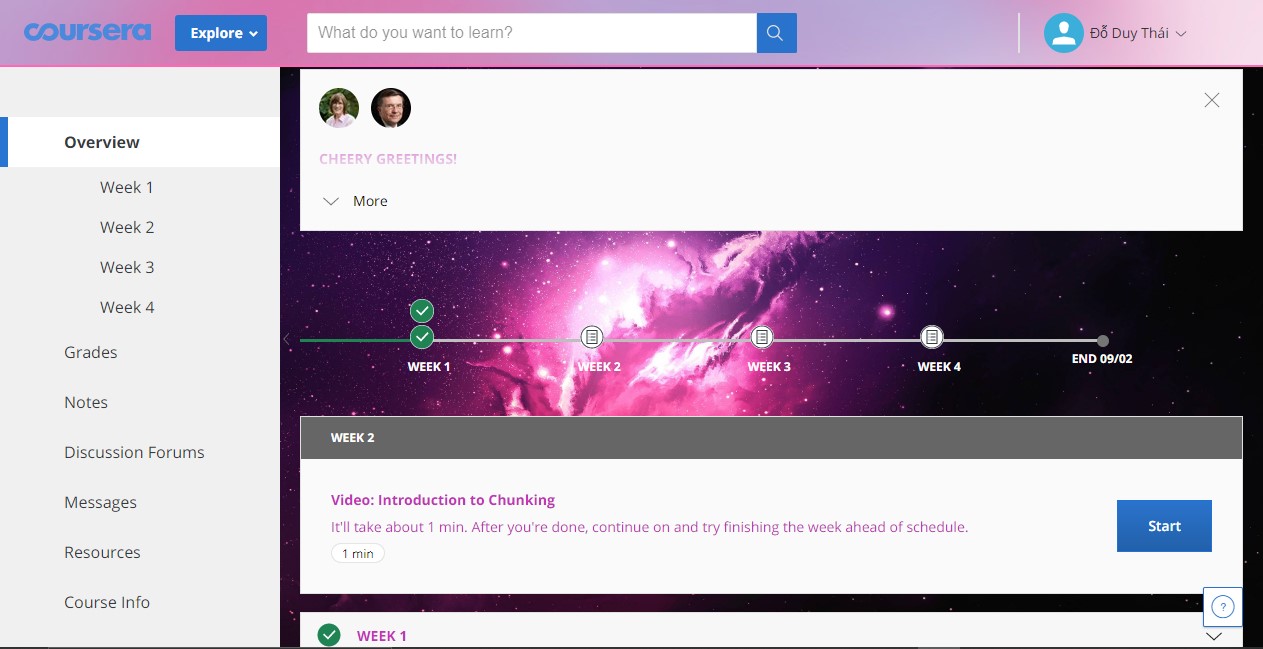 coursera
Explore
What do you want to learn?
Đỗ Duy Thái
Overview
Week 1
Week 2
Week 3
Week 4
Grades
Notes
Discussion Forums
Messages
Resources
Course Info
CHEERY GREETINGS!
More
WEEK 1
WEEK 2
WEEK 3
WEEK 4
END 09/02
WEEK 2
Video: Introduction to Chunking
It'll take about 1 min. After you're done, continue on and try finishing the week ahead of schedule.
1 min
Start
?
WEEK 1